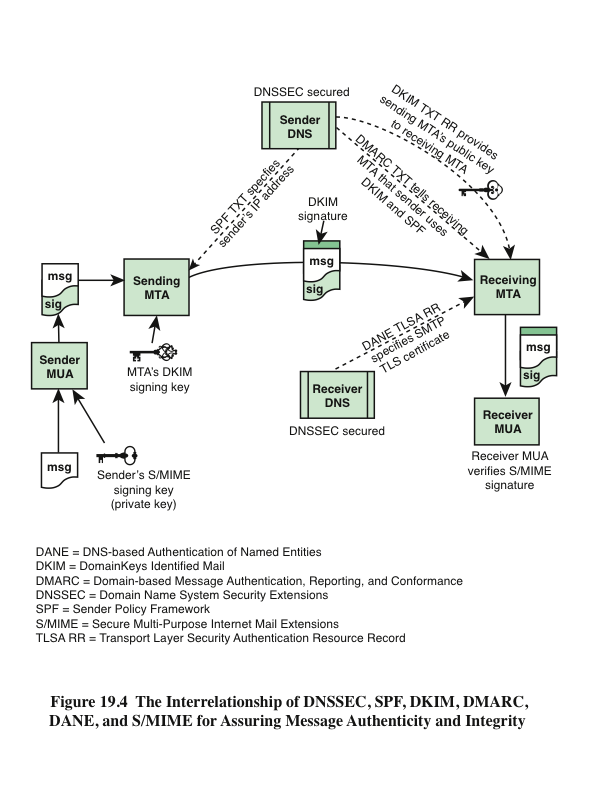 DNSSEC secured
Sender
DNS
DKIM TXT RR provides
sending MTA's public key
to receiving MTA
DMARC TXT tells receiving
MTA that sender uses
DKIM and SPF
SPF TXT specfies
sender's IP address
DKIM
signature
msg
sig
msg
sig
Sending
MTA
Receiving
MTA
DANE TLSA RR
specifies SMTP
TLS certificate
msg
sig
Sender
MUA
MTA's DKIM
signing key
Receiver
DNS
DNSSEC secured
Receiver
MUA
Receiver MUA
verifies S/MIME
signature
msg
Sender's S/MIME
signing key
(private key)
DANE = DNS-based Authentication of Named Entities
DKIM = DomainKeys Identified Mail
DMARC = Domain-based Message Authentication, Reporting, and Conformance
DNSSEC = Domain Name System Security Extensions
SPF = Sender Policy Framework
S/MIME = Secure Multi-Purpose Internet Mail Extensions
TLSA RR = Transport Layer Security Authentication Resource Record
Figure 19.4 The Interrelationship of DNSSEC, SPF, DKIM, DMARC,
DANE, and S/MIME for Assuring Message Authenticity and Integrity